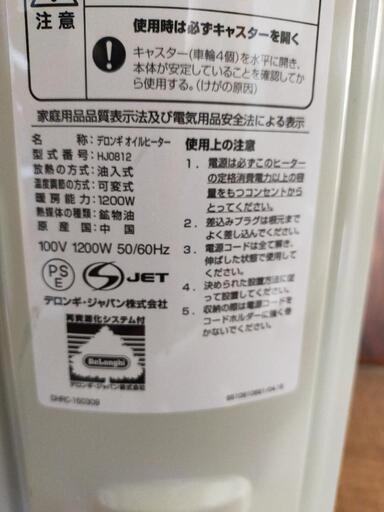 注意
使用時は必ずキャスターを開く
キャスター(車輪4個)を水平に開き、
本体が安定していることを確認してか
ら使用する。(けがの原因)
家庭用品品質表示法及び電気用品安全法による表示
名称：デロンギ オイルヒーター
型式番号：HJ0812
放熱の方式：油入式
温度調節の方式：可変式
暖房能力：1200W
熱媒体の種類：鉱物油
原産国：中国
100V 1200W 50/60Hz
PS
E
S JET
デロンギ・ジャパン株式会社
再資源化システム付
DeLonghi
デロンギ・ジャパン株式会社
GHRC-150309
使用上の注意
1．電源は必ずこのヒーター
の定格消費電力以上の容
量をもつコンセントから
とってください。
2．差込みプラグは根元まで
よく差し込んでください。
3．電源コードは全て解き、
伸ばした状態で使用して
ください。
4．決められた設置方法に従
って設置してください。
5．収納の際は電源コードを
コードホルダーに強く巻
かないでください。